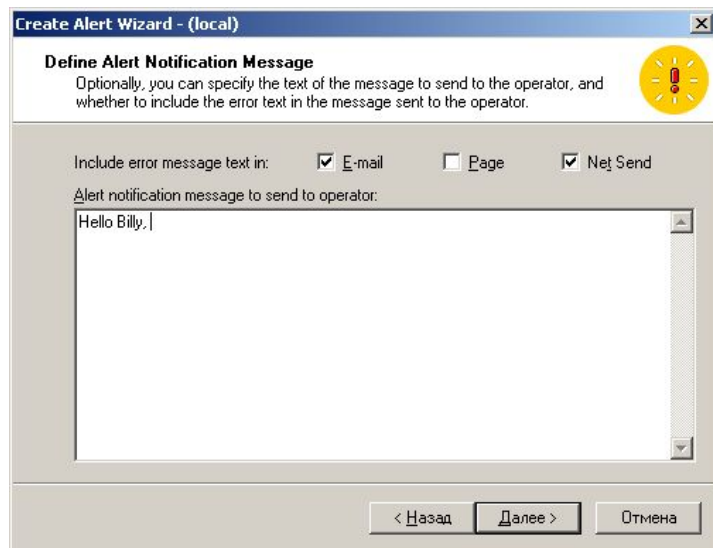 Create Alert Wizard - (local)
Define Alert Notification Message
Optionally, you can specify the text of the message to send to the operator, and
whether to include the error text in the message sent to the operator.
Include error message text in: E-mail Page Net Send
Alert notification message to send to operator:
Hello Billy,
< Назад Далее > Отмена